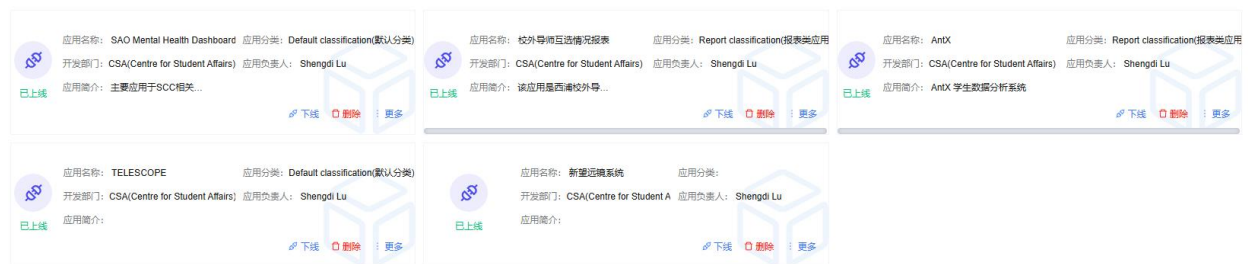 应用名称： SAO Mental Health Dashboard 应用分类： Default classification(默认分类)
开发部门： CSA(Centre for Student Affairs) 应用负责人： Shengdi Lu
已上线
应用简介： 主要应用于SCC相关...
下线 删除 更多
应用名称： 校外导师互选情况报表 应用分类： Report classification(报表类应用
开发部门： CSA(Centre for Student Affairs) 应用负责人： Shengdi Lu
已上线
应用简介： 该应用是西浦校外导...
下线 删除 更多
应用名称： AntX 应用分类： Report classification(报表类应用
开发部门： CSA(Centre for Student Affairs) 应用负责人： Shengdi Lu
已上线
应用简介： AntX 学生数据分析系统
下线 删除 更多
应用名称： TELESCOPE 应用分类： Default classification(默认分类)
开发部门： CSA(Centre for Student Affairs) 应用负责人： Shengdi Lu
已上线
应用简介：
下线 删除 更多
应用名称： 新望远镜系统 应用分类：
开发部门： CSA(Centre for Student A 应用负责人： Shengdi Lu
已上线
应用简介：
下线 删除 更多